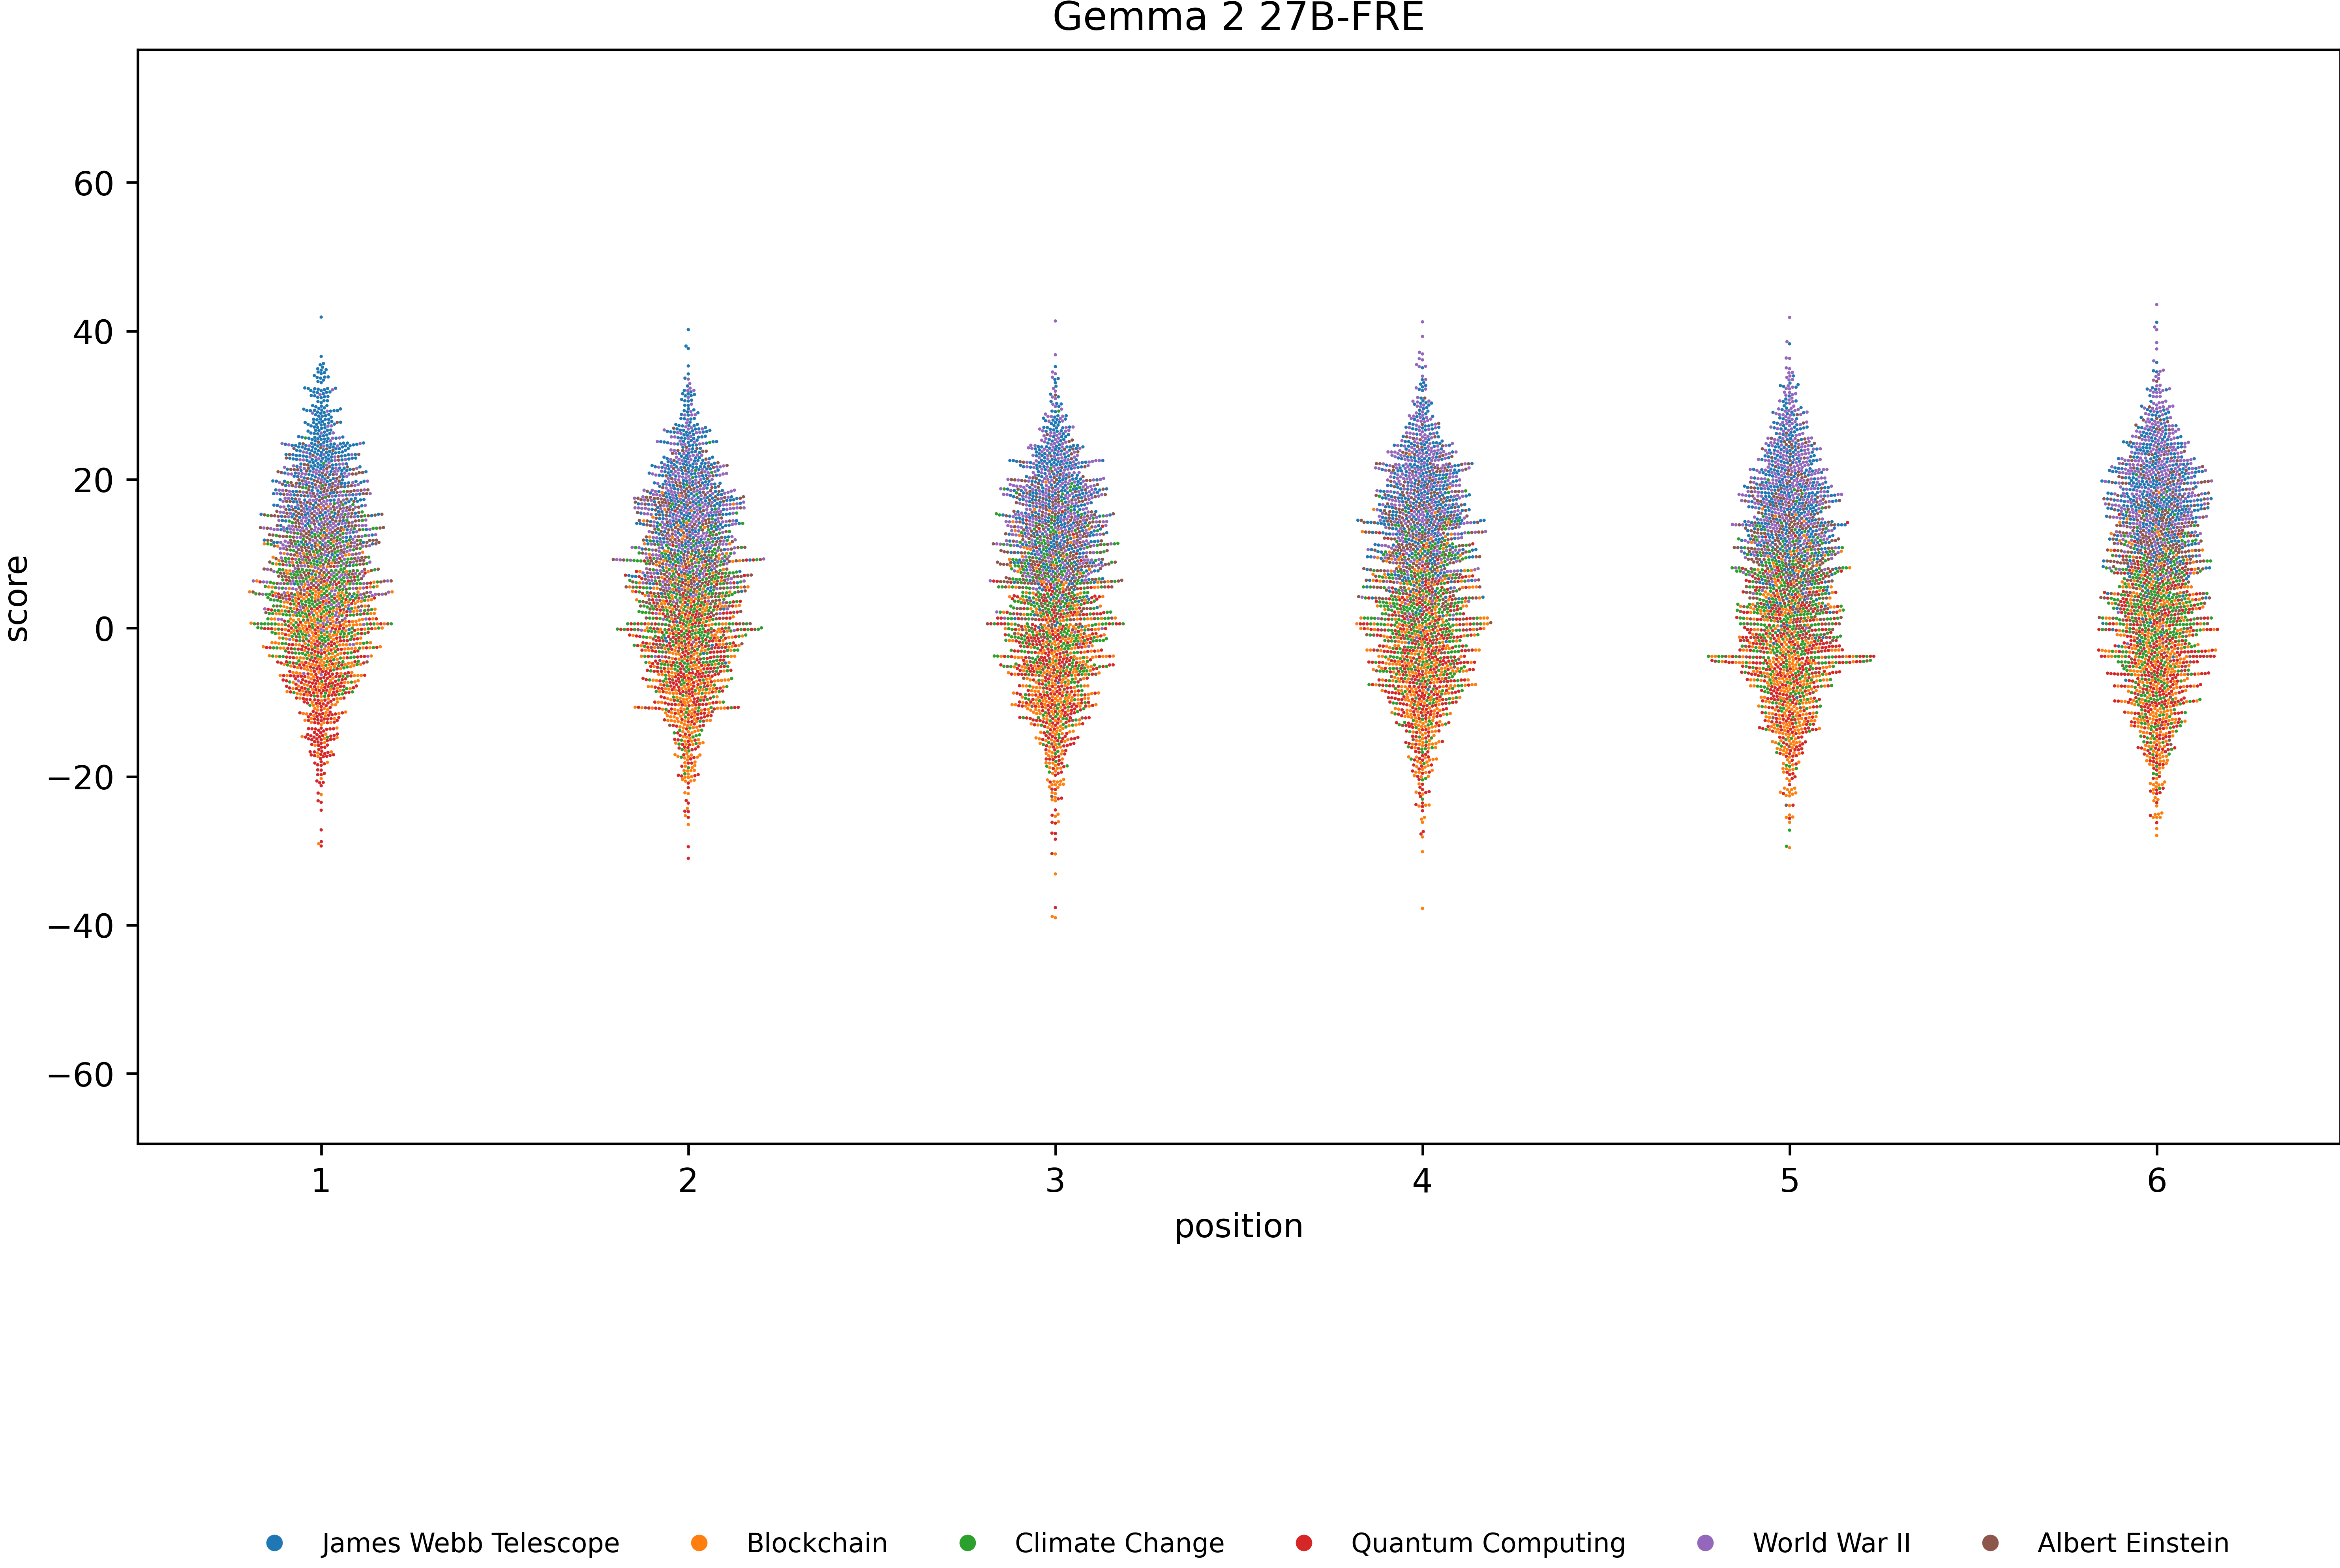 Gemma 2 27B-FRE
60
40
20
0
−20
−40
−60
score
1 2 3 4 5 6
position
James Webb Telescope Blockchain Climate Change Quantum Computing World War II Albert Einstein